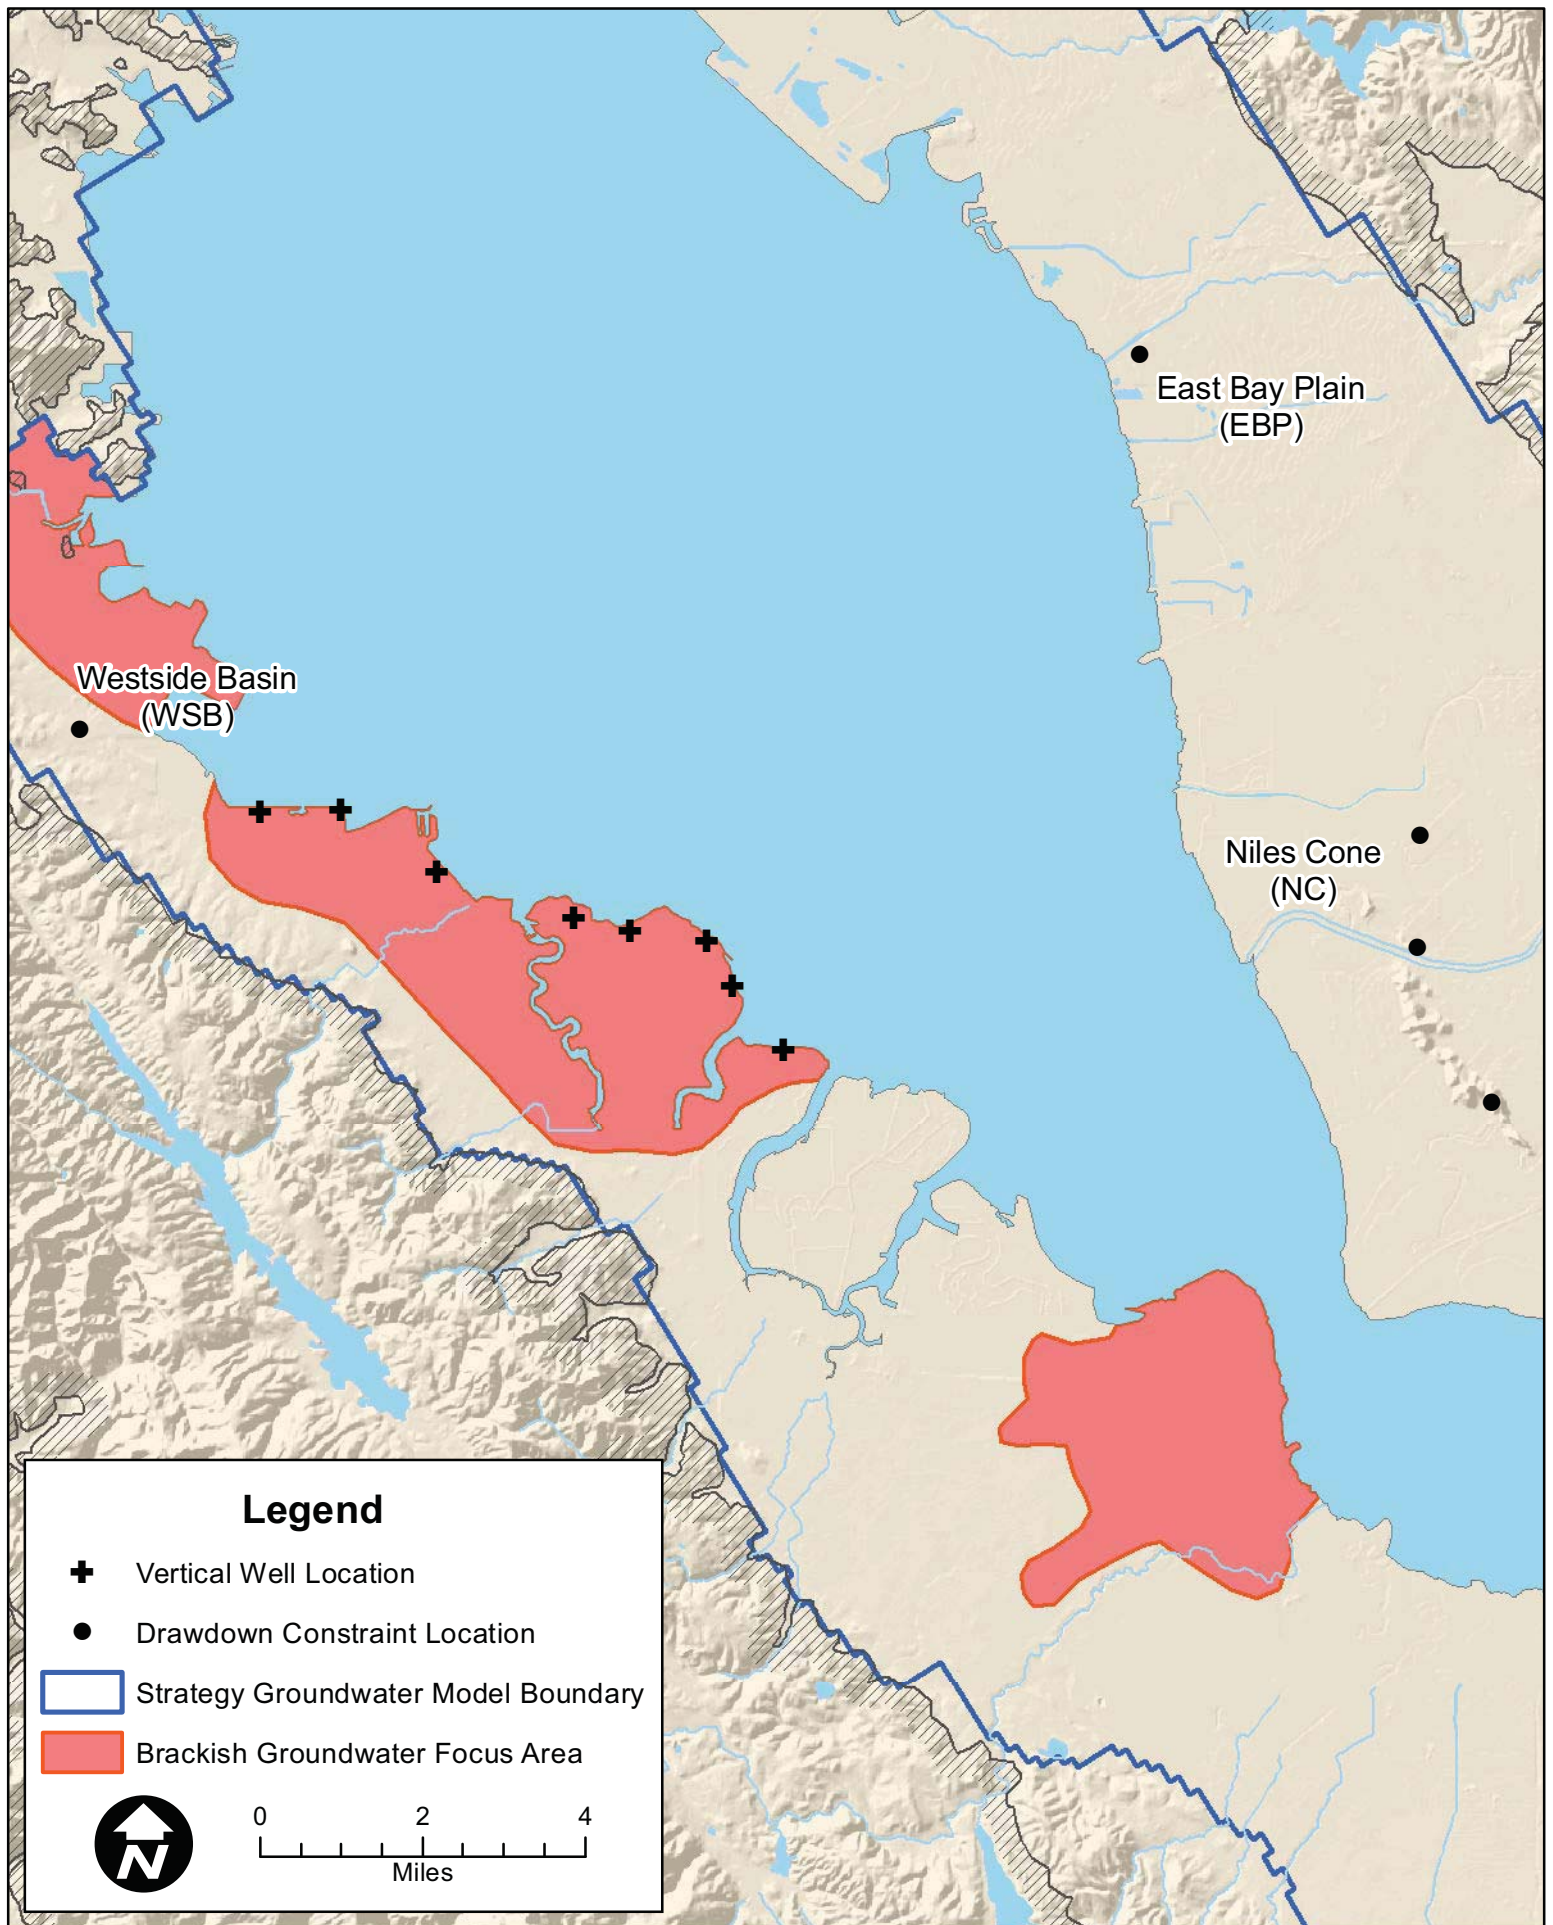 East Bay Plain
(EBP)
Westside Basin
(WSB)
Niles Cone
(NC)
Legend
Vertical Well Location
Drawdown Constraint Location
Strategy Groundwater Model Boundary
Brackish Groundwater Focus Area
N
0 2 4
Miles